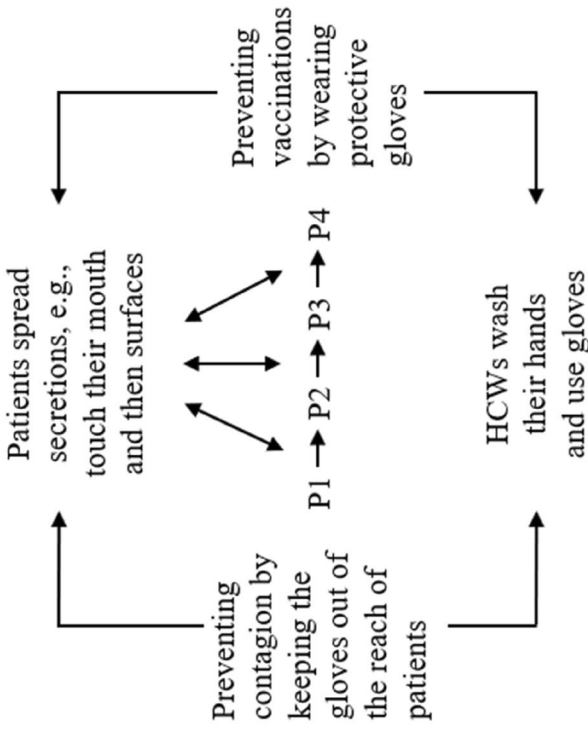 Patients spread
secretions, e.g.,
touch their mouth
and then surfaces
Preventing
contagion by
keeping the
gloves out of
the reach of
patients
P1 → P2 → P3 → P4
Preventing
vaccinations
by wearing
protective
gloves
HCWs wash
their hands
and use gloves